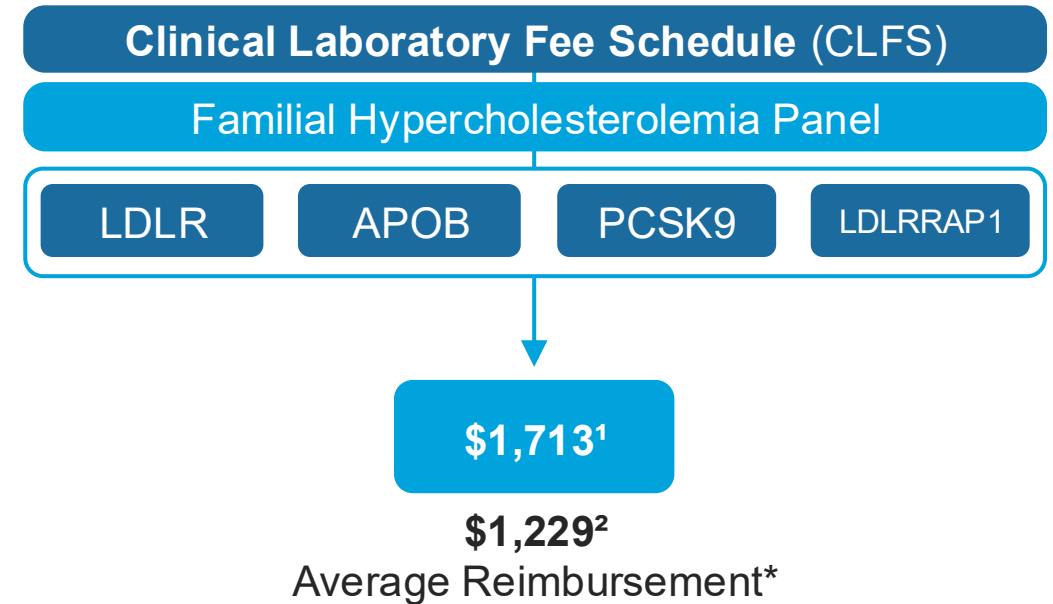 Clinical Laboratory Fee Schedule (CLFS)
Familial Hypercholesterolemia Panel
LDLR APOB PCSK9 LDLRRAP1
$1,713¹
$1,229²
Average Reimbursement*